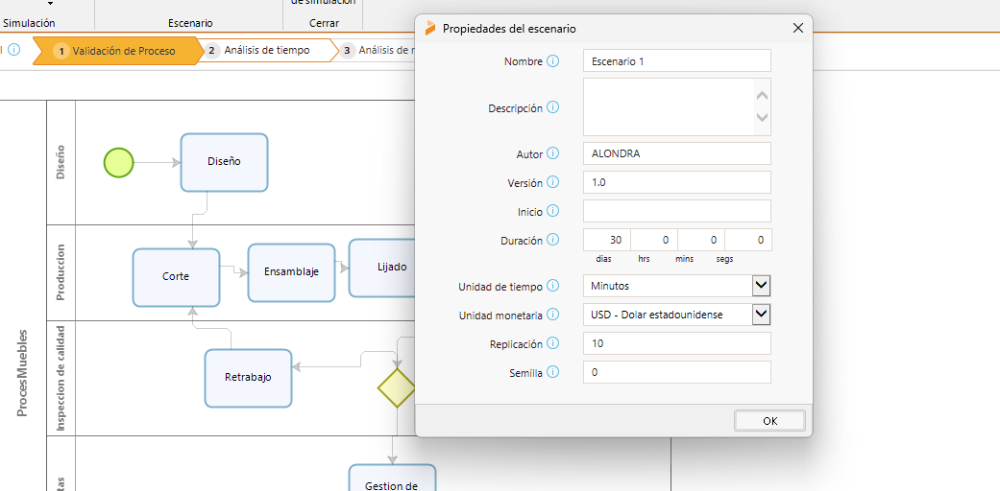 de simulación
Simulación
Escenario
Cerrar
1 Validación de Proceso
2 Análisis de tiempo
3 Análisis de r
Propiedades del escenario
Nombre
Escenario 1
Descripción
Autor
ALONDRA
Versión
1.0
Inicio
Duración
30 0 0 0
dias hrs mins segs
Unidad de tiempo
Minutos
Unidad monetaria
USD - Dolar estadounidense
Replicación
10
Semilla
0
OK
ProcesMuebles
Diseño
Diseño
Produccion
Corte
Ensamblaje
Lijado
Inspeccion de calidad
Retrabajo
Gestion de
tas